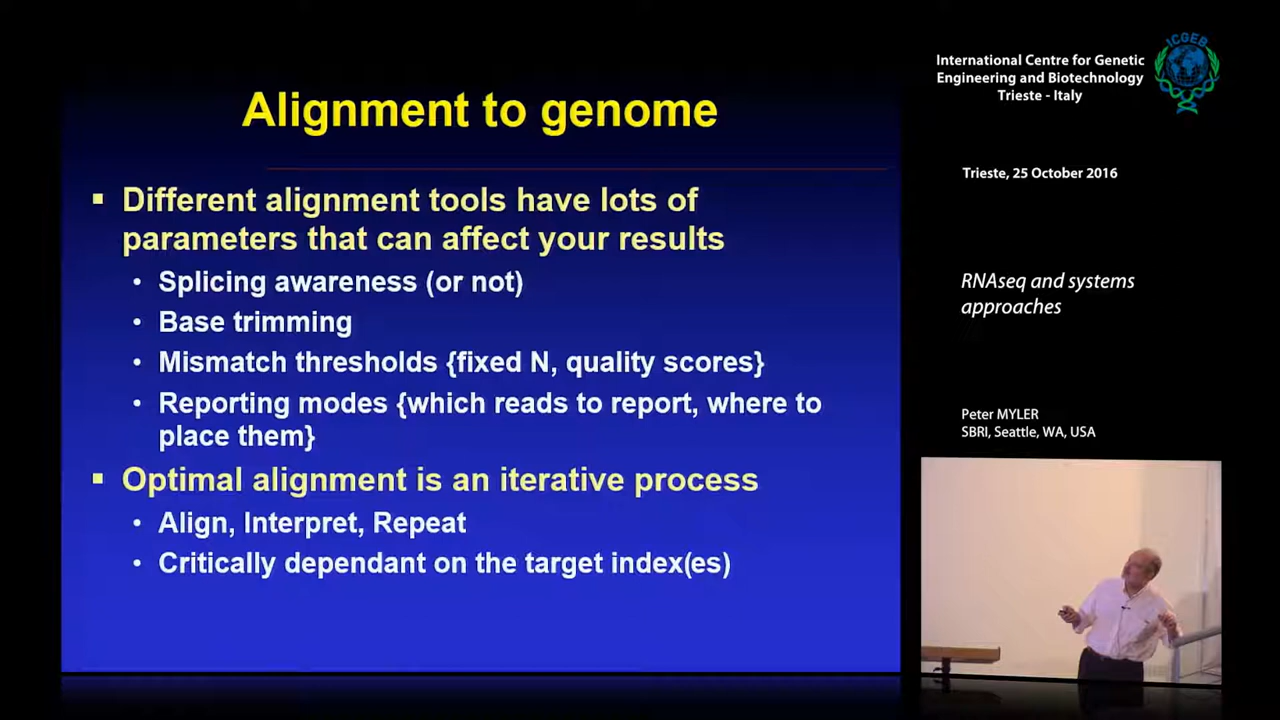 Alignment to genome
Different alignment tools have lots of
parameters that can affect your results
Splicing awareness (or not)
Base trimming
Mismatch thresholds {fixed N, quality scores}
Reporting modes {which reads to report, where to
place them}
Optimal alignment is an iterative process
Align, Interpret, Repeat
Critically dependant on the target index(es)
International Centre for Genetic
Engineering and Biotechnology
Trieste - Italy
ICGEB
Trieste, 25 October 2016
RNAseq and systems
approaches
Peter MYLER
SBRI, Seattle, WA, USA